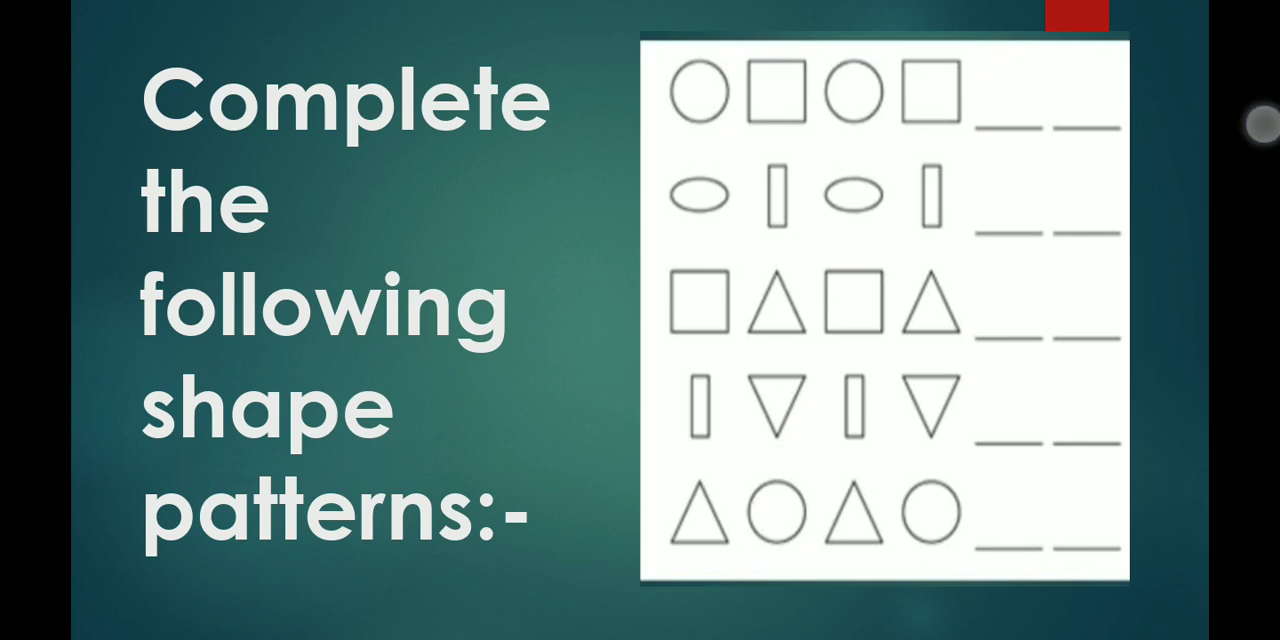 Complete
the
following
shape
patterns:-